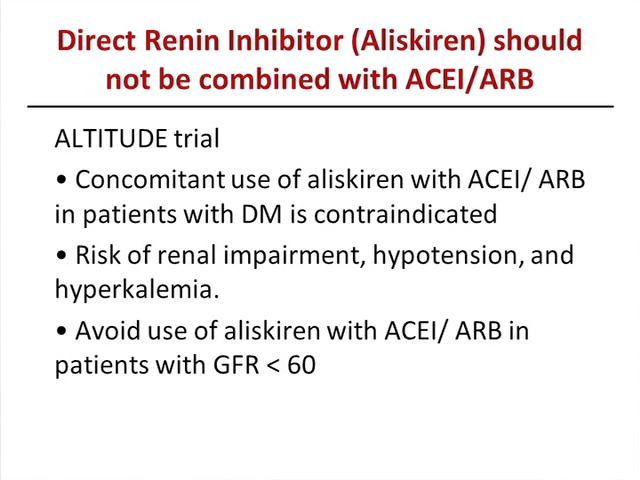 Direct Renin Inhibitor (Aliskiren) should
not be combined with ACEI/ARB
ALTITUDE trial
• Concomitant use of aliskiren with ACEI/ ARB
in patients with DM is contraindicated
• Risk of renal impairment, hypotension, and
hyperkalemia.
• Avoid use of aliskiren with ACEI/ ARB in
patients with GFR < 60